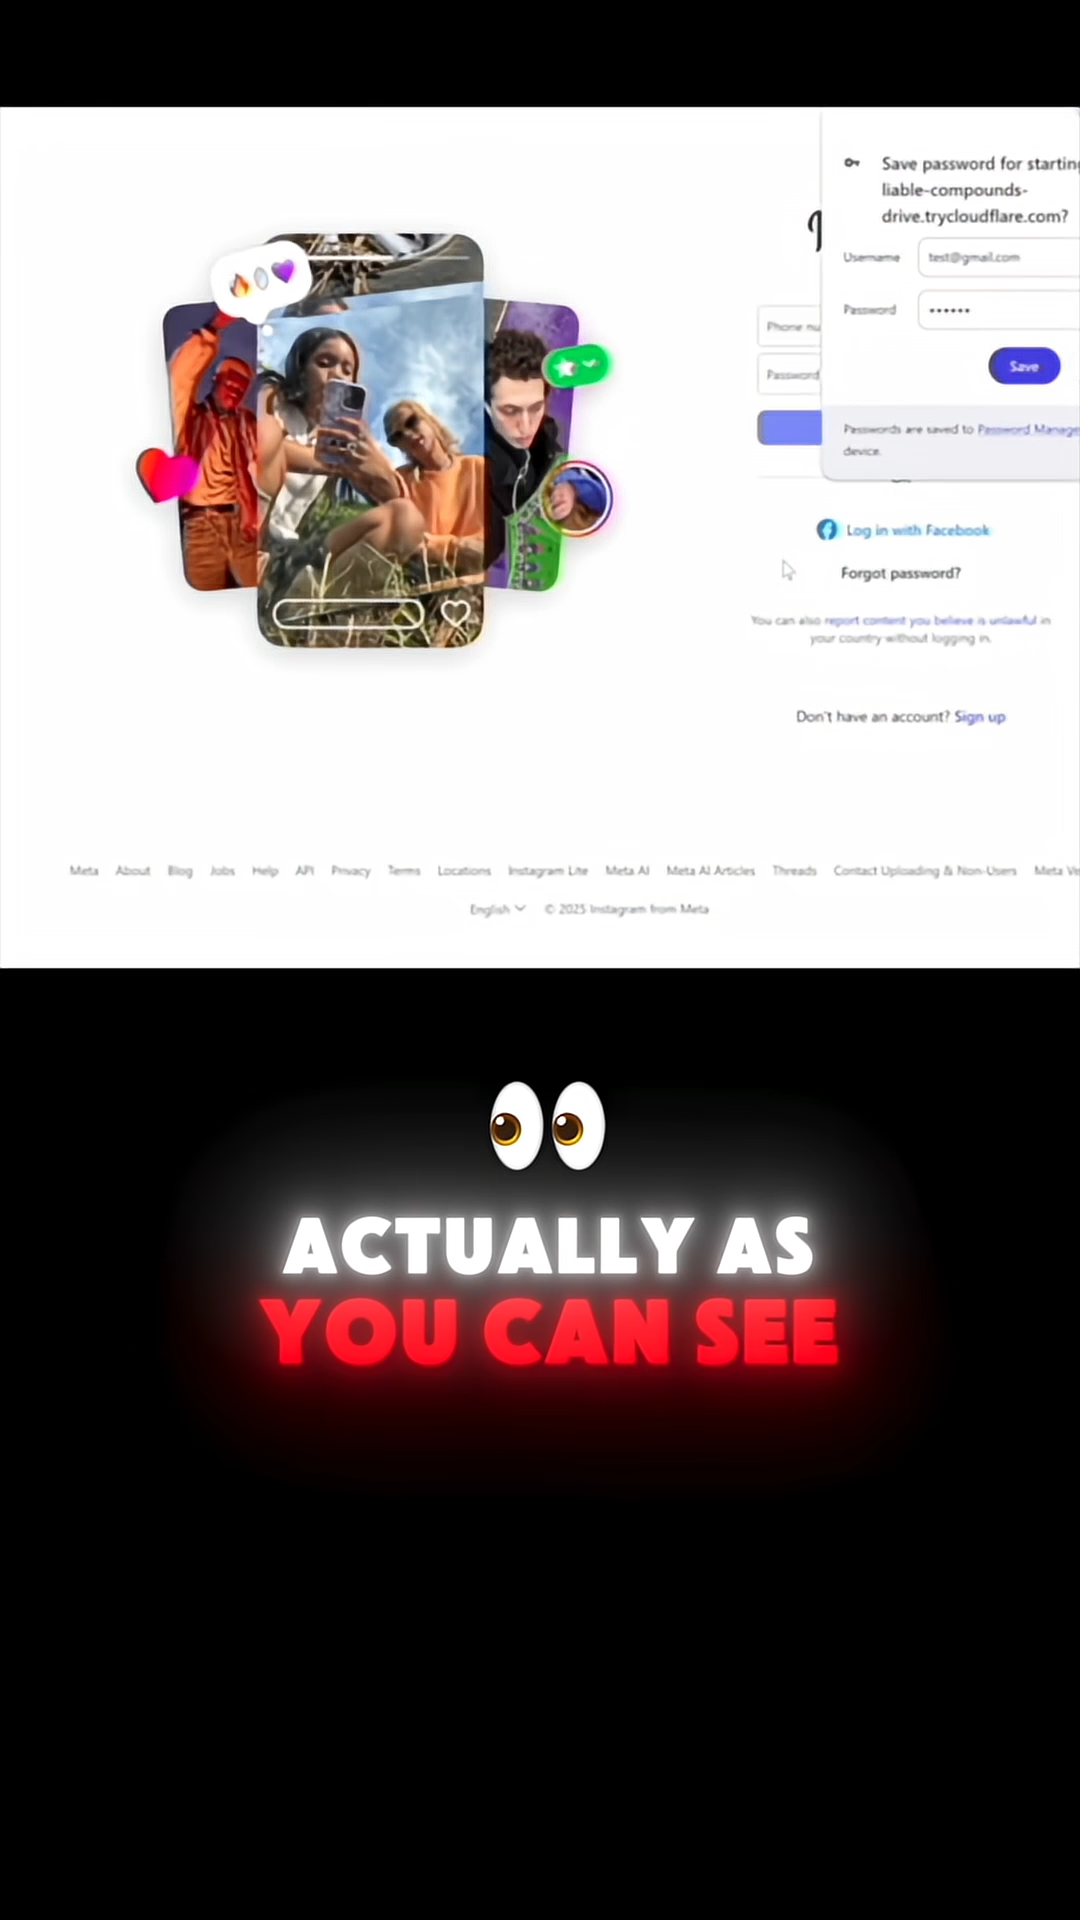 Save password for starting
liable-compounds-
drive.trycloudflare.com?
Username test@gmail.com
Password ••••••
Save
Passwords are saved to Password Manage
device.
Phone nu
Password
Log in with Facebook
Forgot password?
You can also report content you believe is unlawful in
your country without logging in.
Don't have an account? Sign up
Meta About Blog Jobs Help API Privacy Terms Locations Instagram Lite Meta AI Meta AI Articles Threads Contact Uploading & Non-Users Meta Ve
English © 2025 Instagram from Meta
ACTUALLY AS
YOU CAN SEE